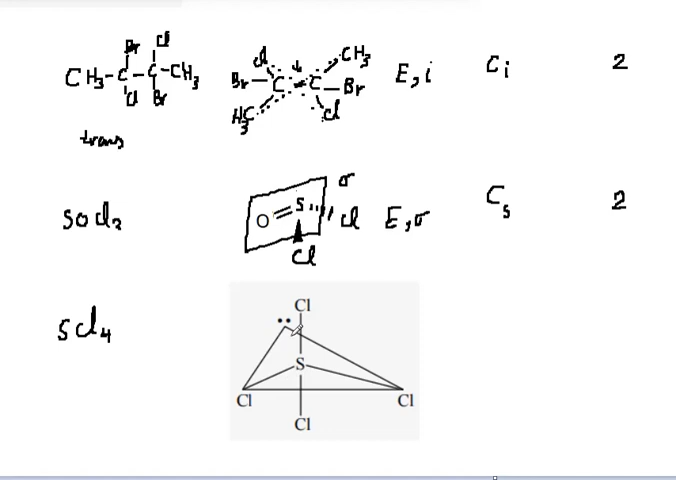 Br Cl
CH3-C-C-CH3
Cl Br
trans
Cl CH3
Br-C C-Br
H3C Cl
E, i Ci 2
SOCl2
σ
O=S Cl
Cl
E, σ Cs 2
SCl4
Cl
S
Cl Cl
Cl